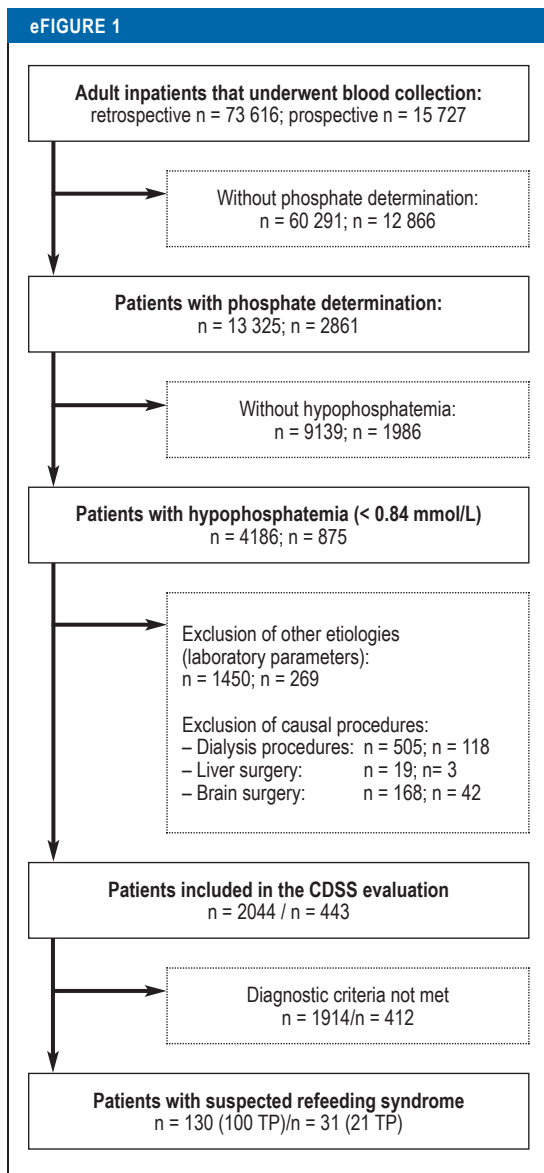 eFIGURE 1
Adult inpatients that underwent blood collection:
retrospective n = 73 616; prospective n = 15 727
Without phosphate determination:
n = 60 291; n = 12 866
Patients with phosphate determination:
n = 13 325; n = 2861
Without hypophosphatemia:
n = 9139; n = 1986
Patients with hypophosphatemia (< 0.84 mmol/L)
n = 4186; n = 875
Exclusion of other etiologies
(laboratory parameters):
n = 1450; n = 269
Exclusion of causal procedures:
– Dialysis procedures: n = 505; n = 118
– Liver surgery: n = 19; n= 3
– Brain surgery: n = 168; n = 42
Patients included in the CDSS evaluation
n = 2044 / n = 443
Diagnostic criteria not met
n = 1914/n = 412
Patients with suspected refeeding syndrome
n = 130 (100 TP)/n = 31 (21 TP)